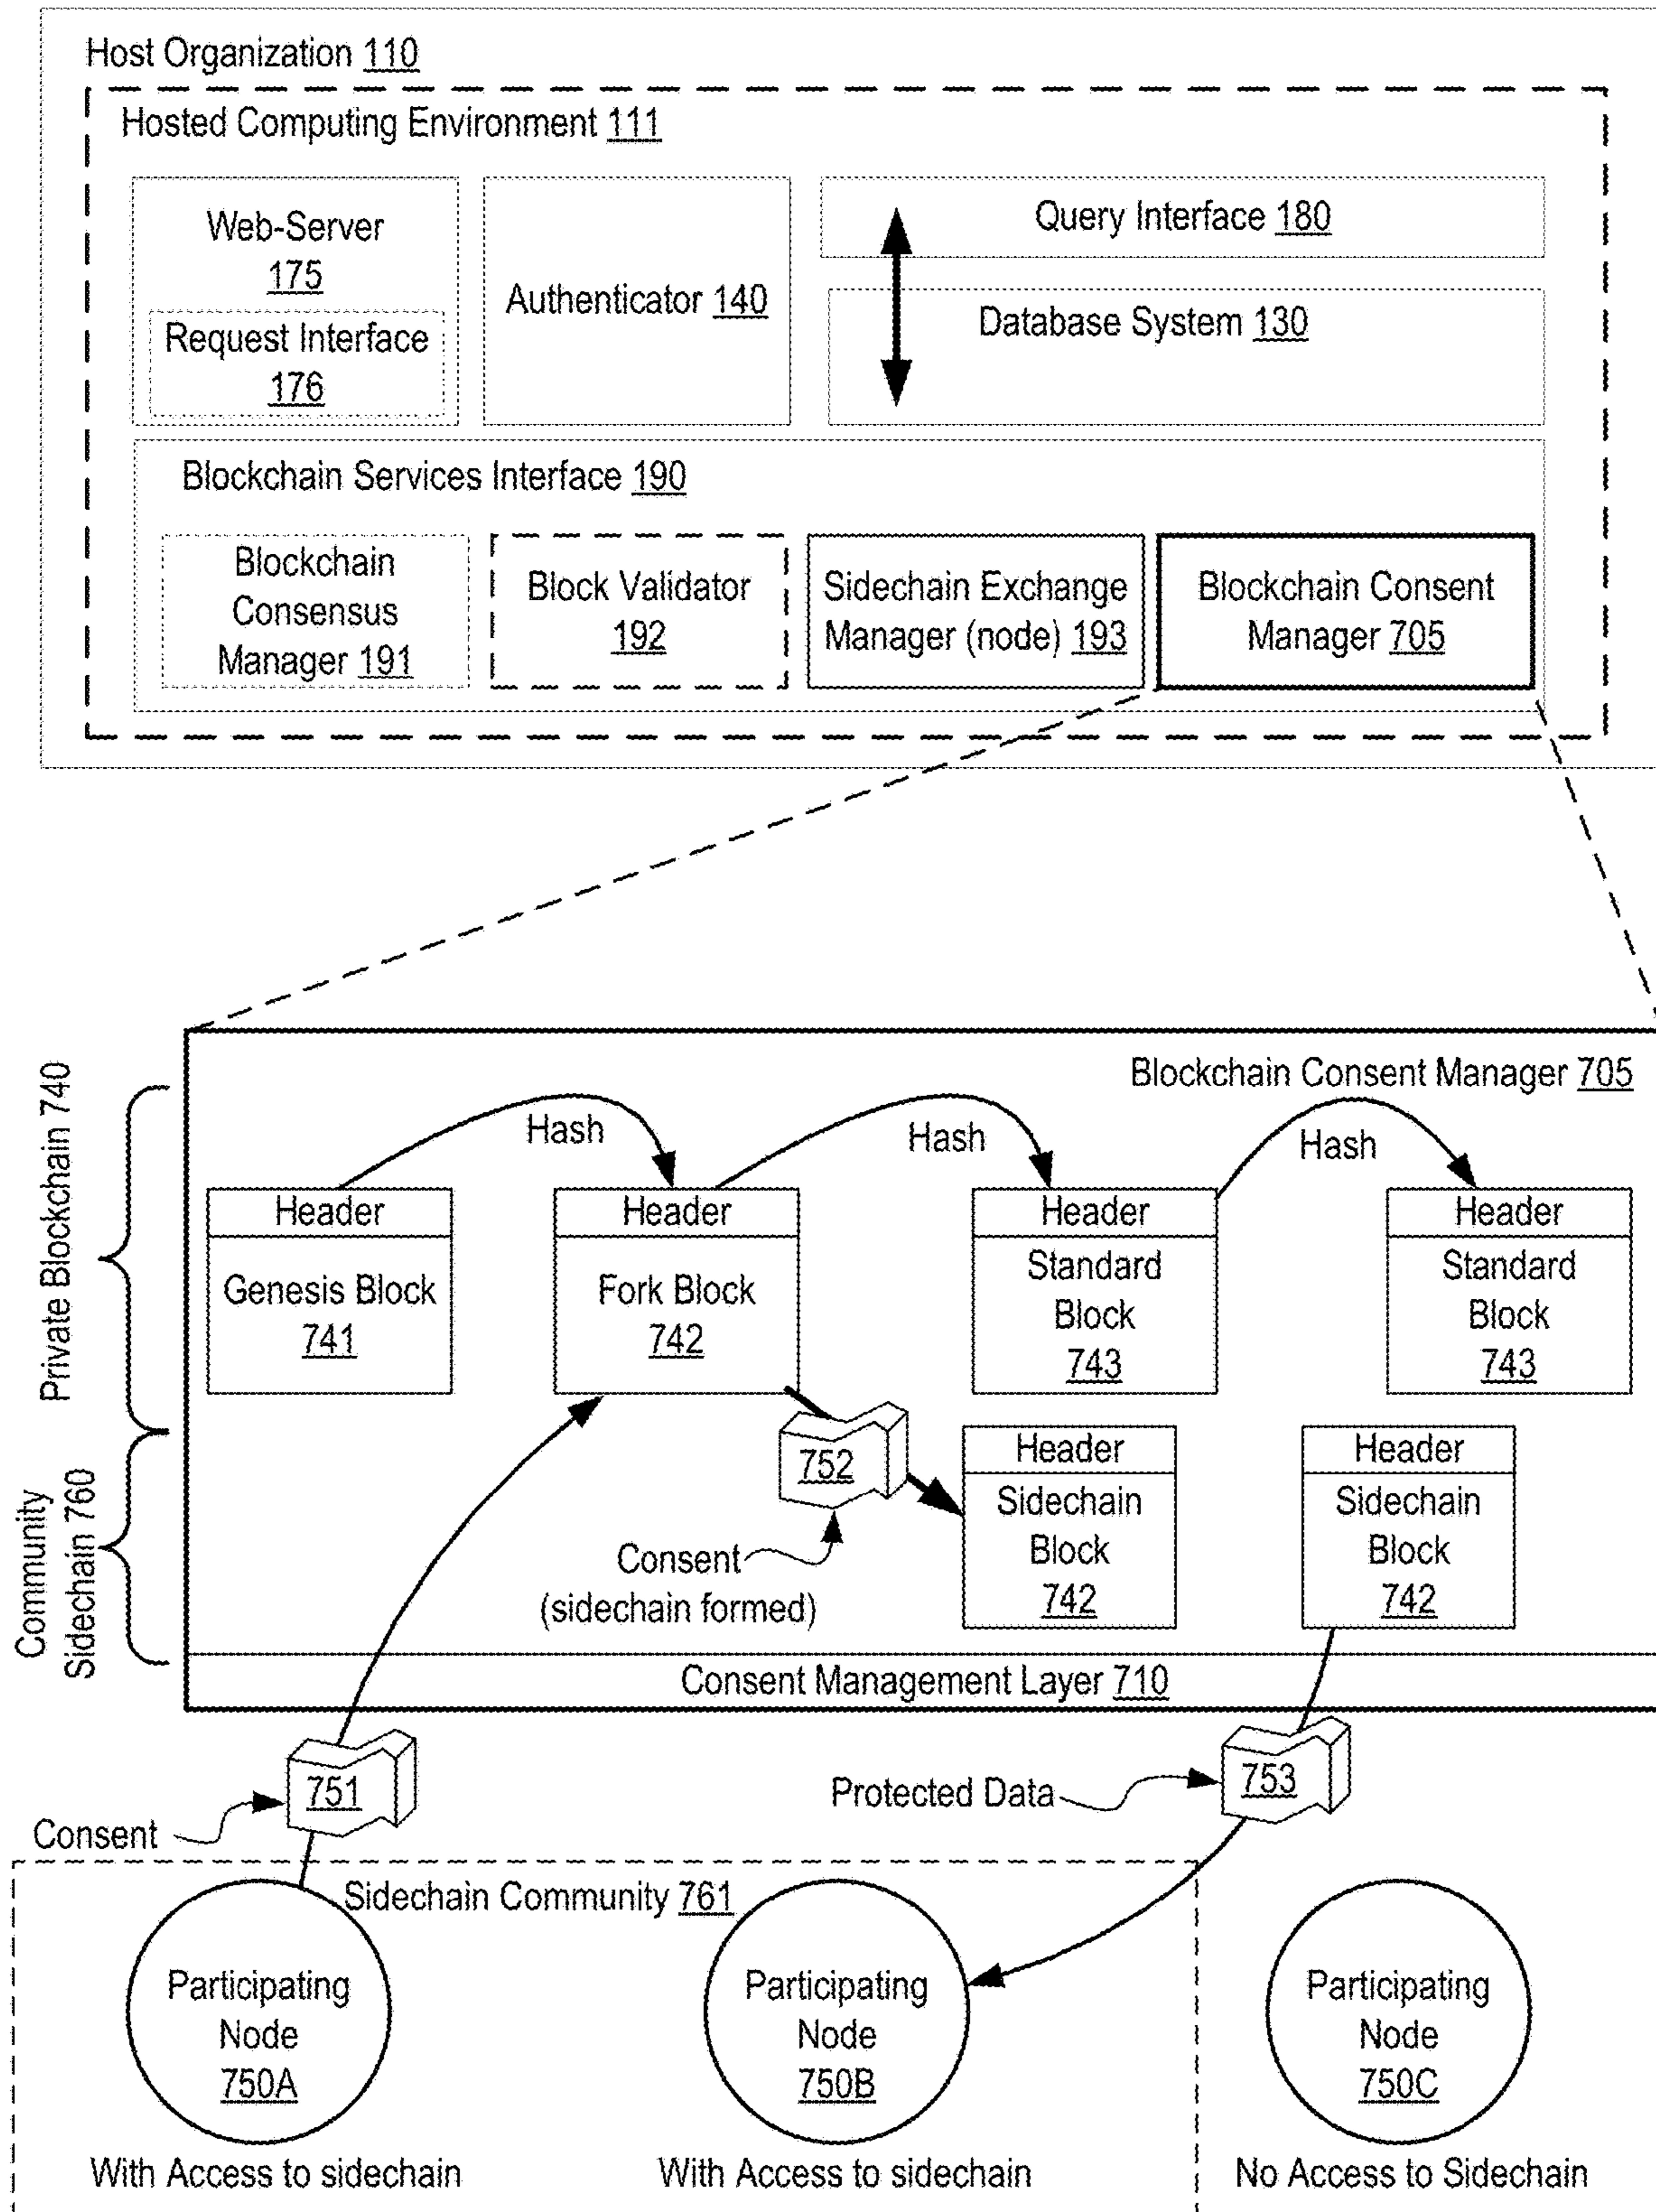 Host Organization 110
Hosted Computing Environment 111
Web-Server
175
Request Interface
176
Authenticator 140
Query Interface 180
Database System 130
Blockchain Services Interface 190
Blockchain
Consensus
Manager 191
Block Validator
192
Sidechain Exchange
Manager (node) 193
Blockchain Consent
Manager 705
Private Blockchain 740
Community
Sidechain 760
Blockchain Consent Manager 705
Hash
Hash
Hash
Header
Genesis Block
741
Header
Fork Block
742
Header
Standard
Block
743
Header
Standard
Block
743
752
Consent
(sidechain formed)
Header
Sidechain
Block
742
Header
Sidechain
Block
742
Consent Management Layer 710
751
Consent
Protected Data
753
Sidechain Community 761
Participating
Node
750A
With Access to sidechain
Participating
Node
750B
With Access to sidechain
Participating
Node
750C
No Access to Sidechain